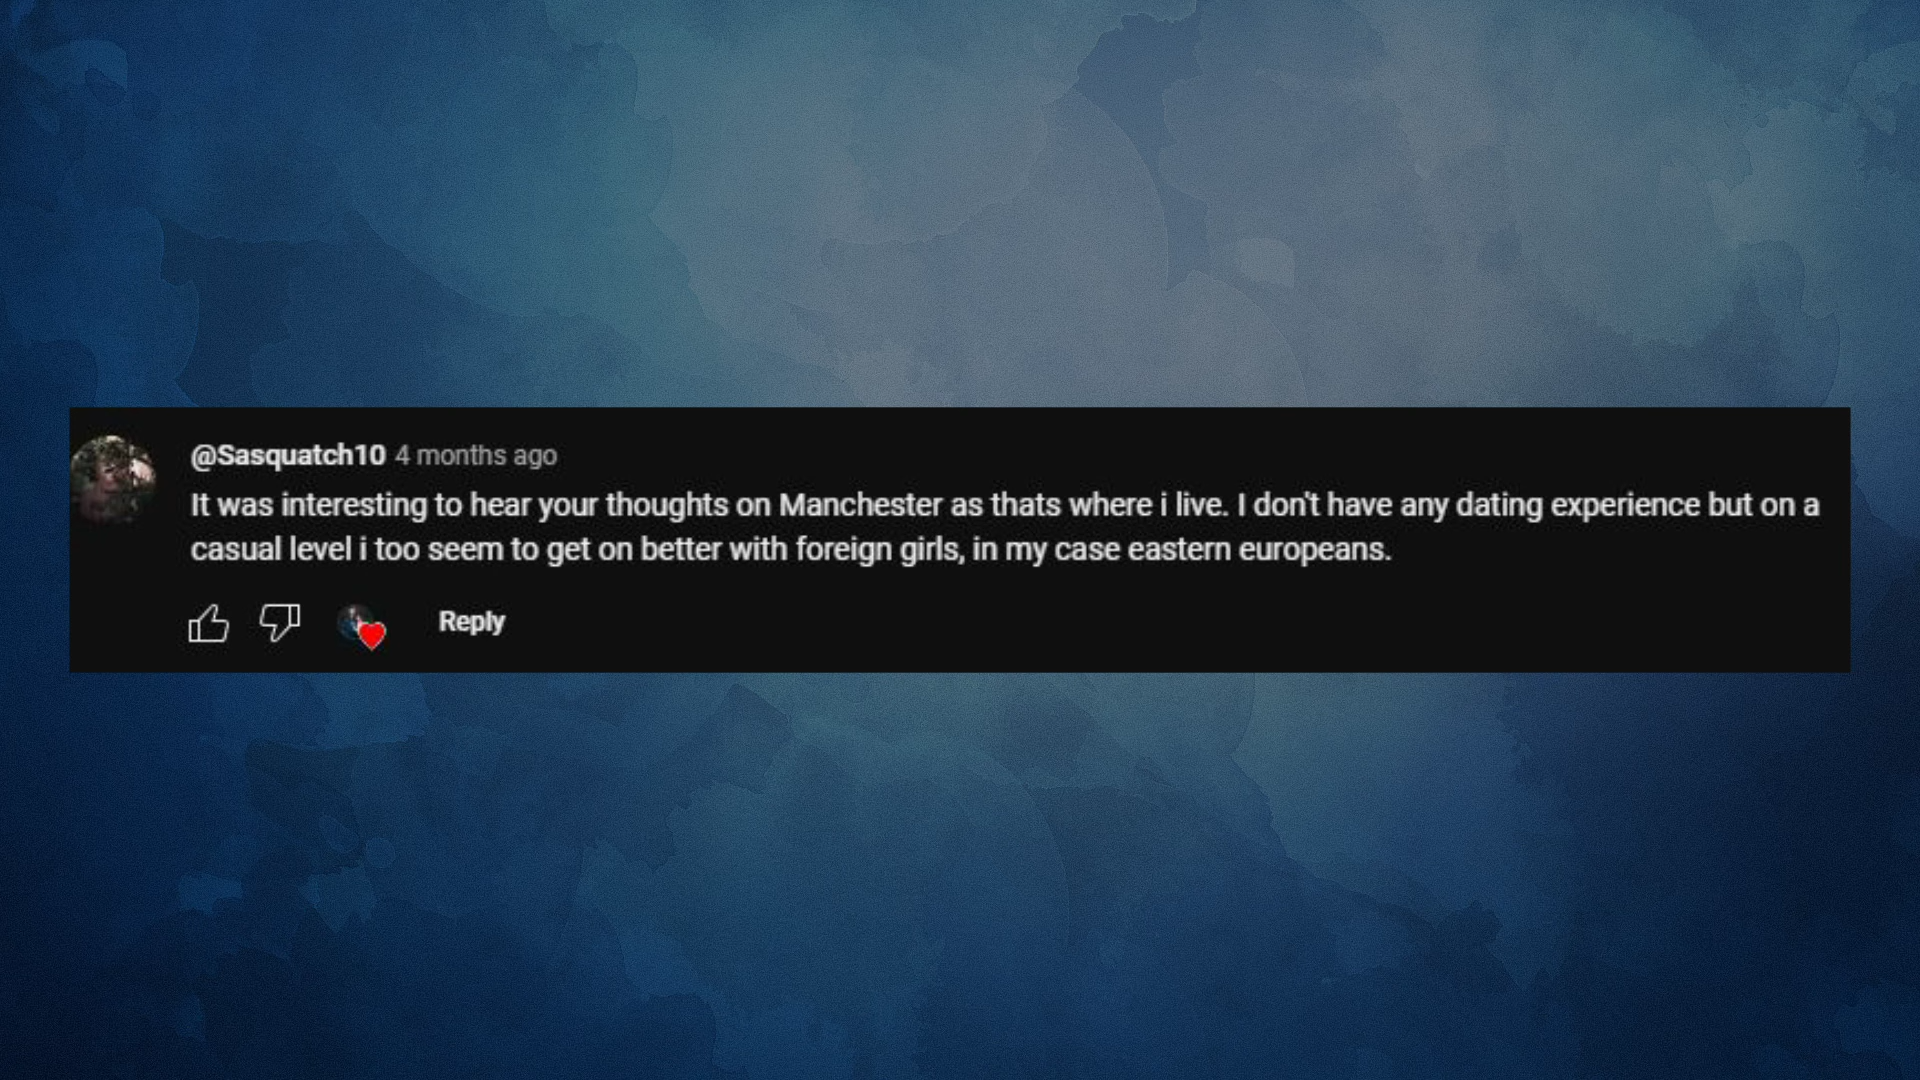 @Sasquatch10 4 months ago
It was interesting to hear your thoughts on Manchester as thats where i live. I don't have any dating experience but on a
casual level i too seem to get on better with foreign girls, in my case eastern europeans.
Reply